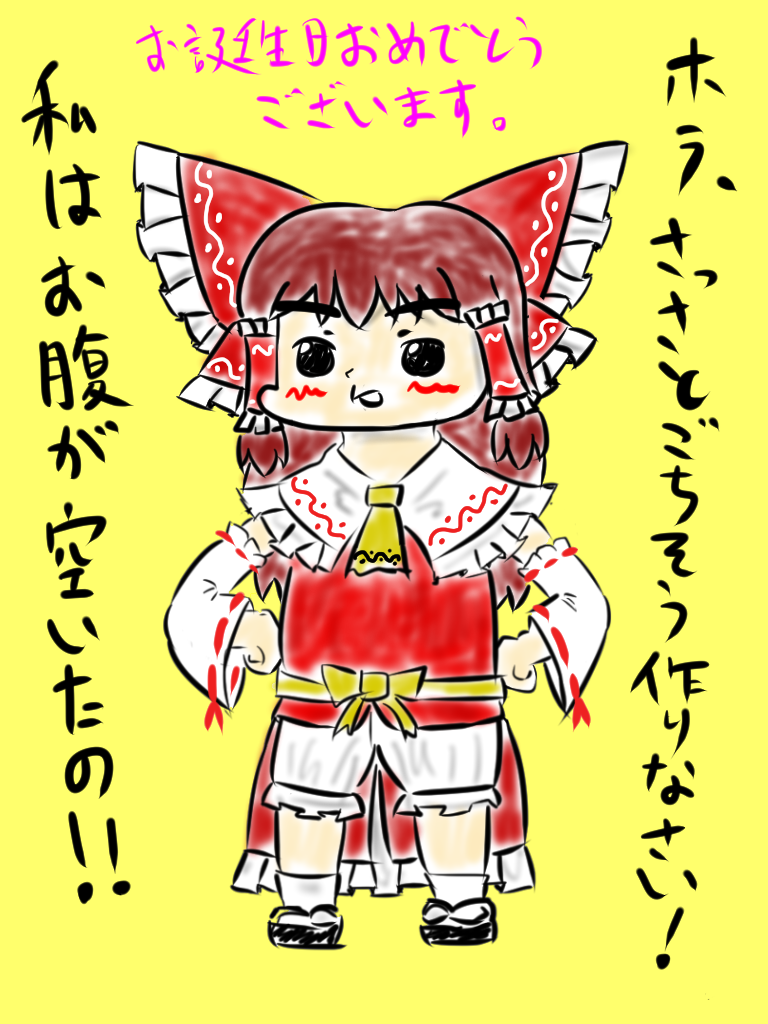 お誕生日おめでとう
ございます。
ホラ、さっさとごちそう作りなさい!
私はお腹が空いたの!!